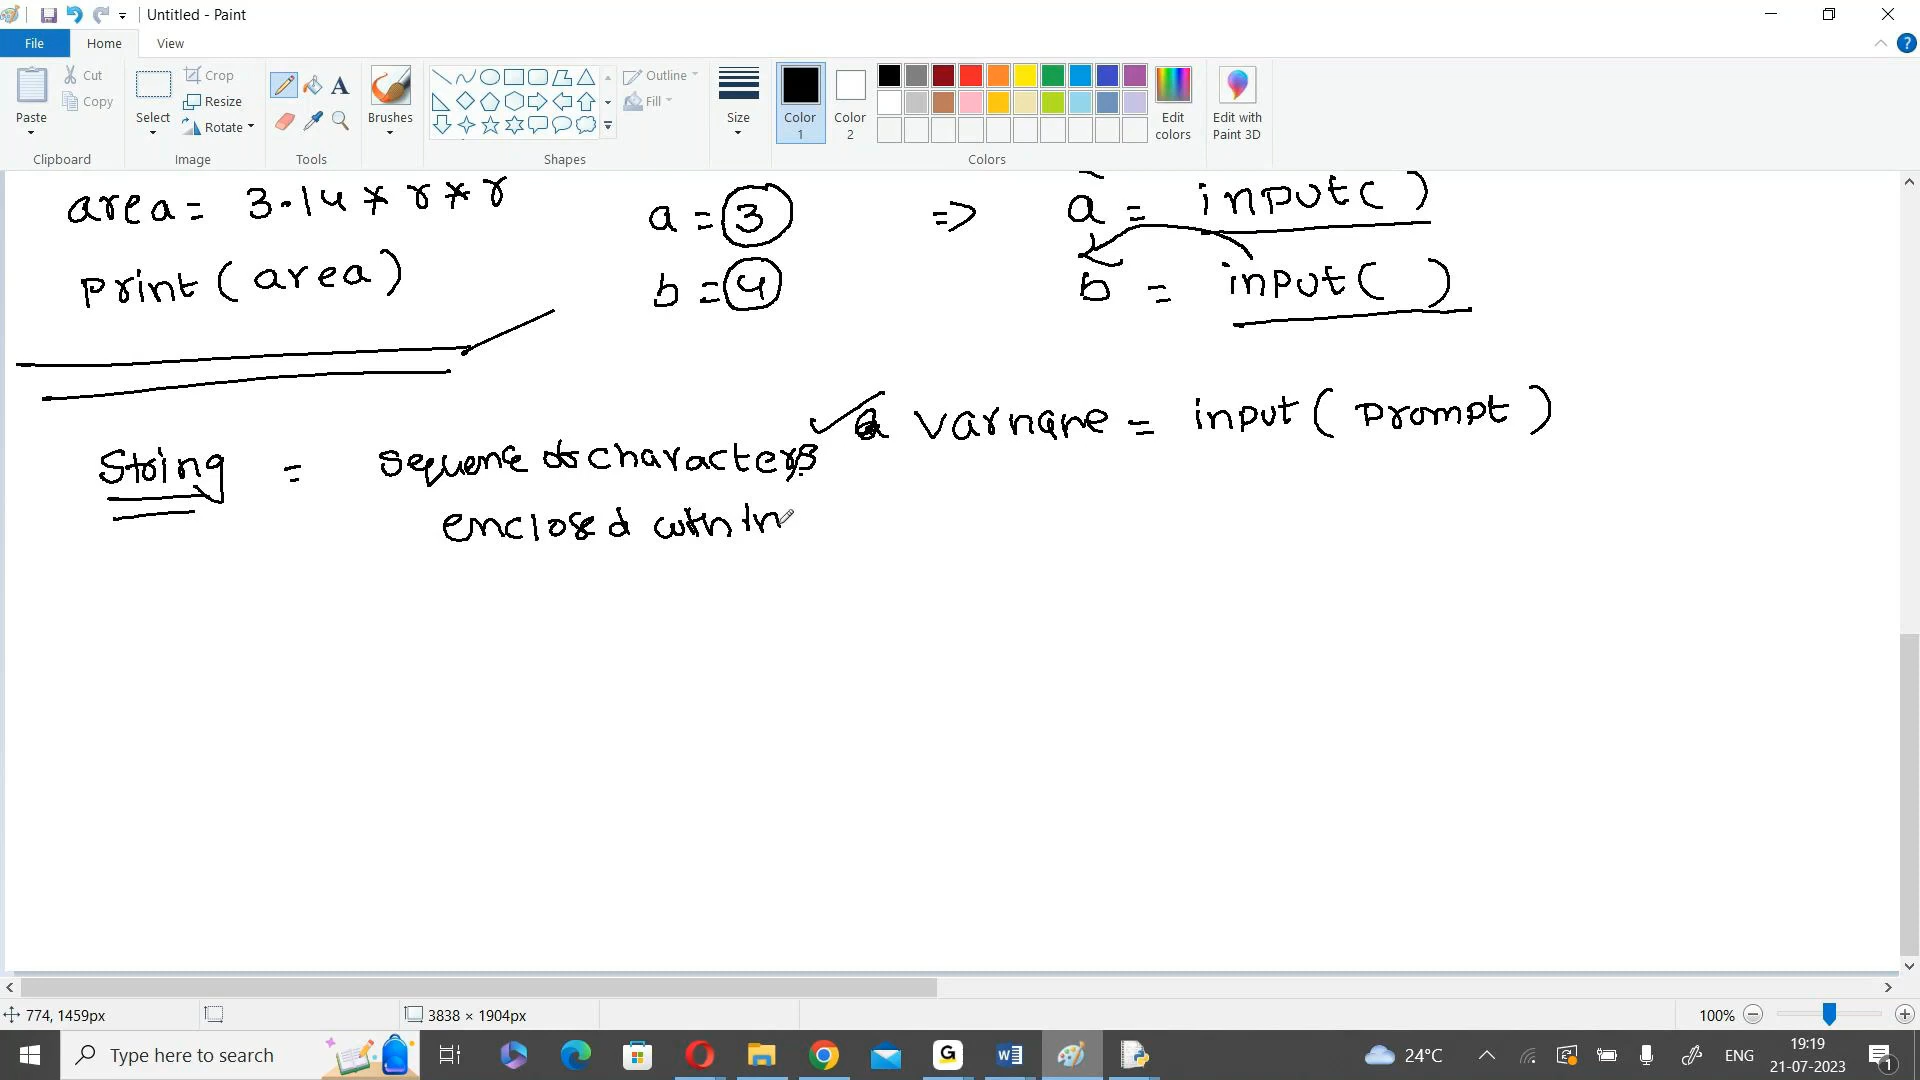 Untitled - Paint
File Home View
Paste
Cut
Copy
Clipboard
Select
Crop
Resize
Rotate
Image
Tools
Brushes
Shapes
Outline
Fill
Size
Color 1
Color 2
Edit colors
Edit with Paint 3D
Colors
area = 3.14 * r * r
print ( area )
a = 3
b = 4
=>
a = input( )
b = input( )
varname = input ( prompt )
String = sequence of characters
enclosed within
774, 1459px
3838 × 1904px
100%
Type here to search
24°C
ENG
19:19
21-07-2023
1